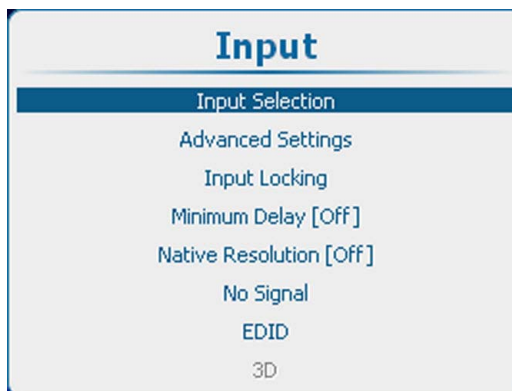 Input
Input Selection
Advanced Settings
Input Locking
Minimum Delay [Off]
Native Resolution [Off]
No Signal
EDID
3D